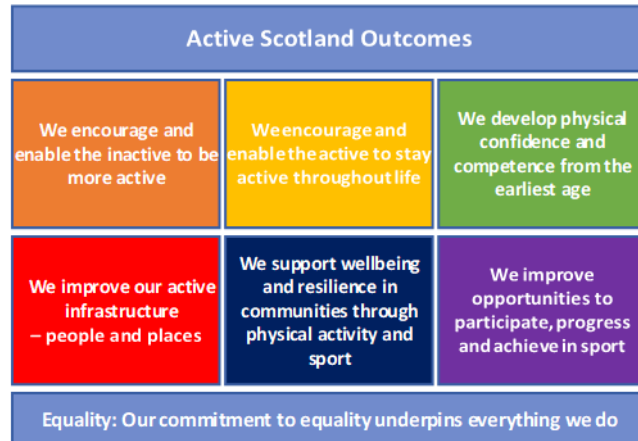 Active Scotland Outcomes
We encourage and
enable the inactive to be
more active
We encourage and
enable the active to stay
active throughout life
We develop physical
confidence and
competence from the
earliest age
We improve our active
infrastructure
– people and places
We support wellbeing
and resilience in
communities through
physical activity and
sport
We improve
opportunities to
participate, progress
and achieve in sport
Equality: Our commitment to equality underpins everything we do